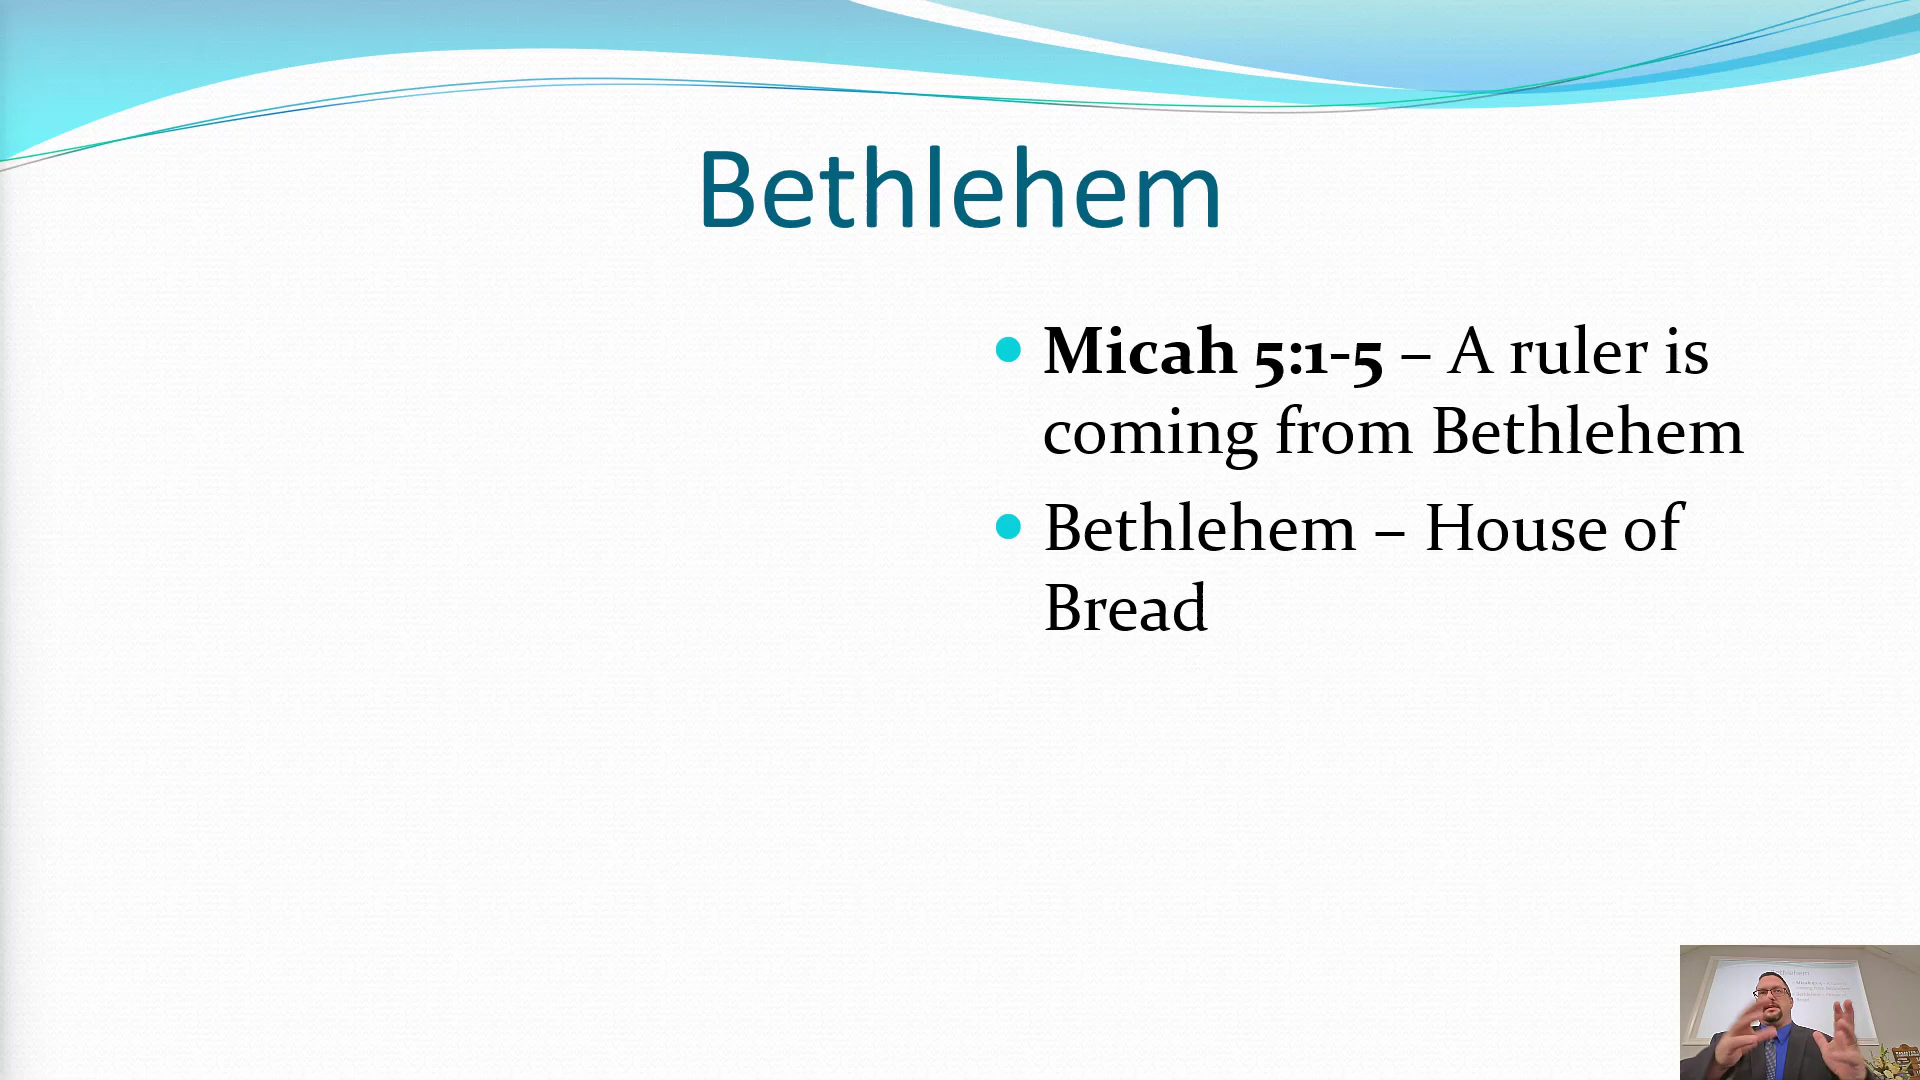 Bethlehem
Micah 5:1-5 – A ruler is
coming from Bethlehem
Bethlehem – House of
Bread